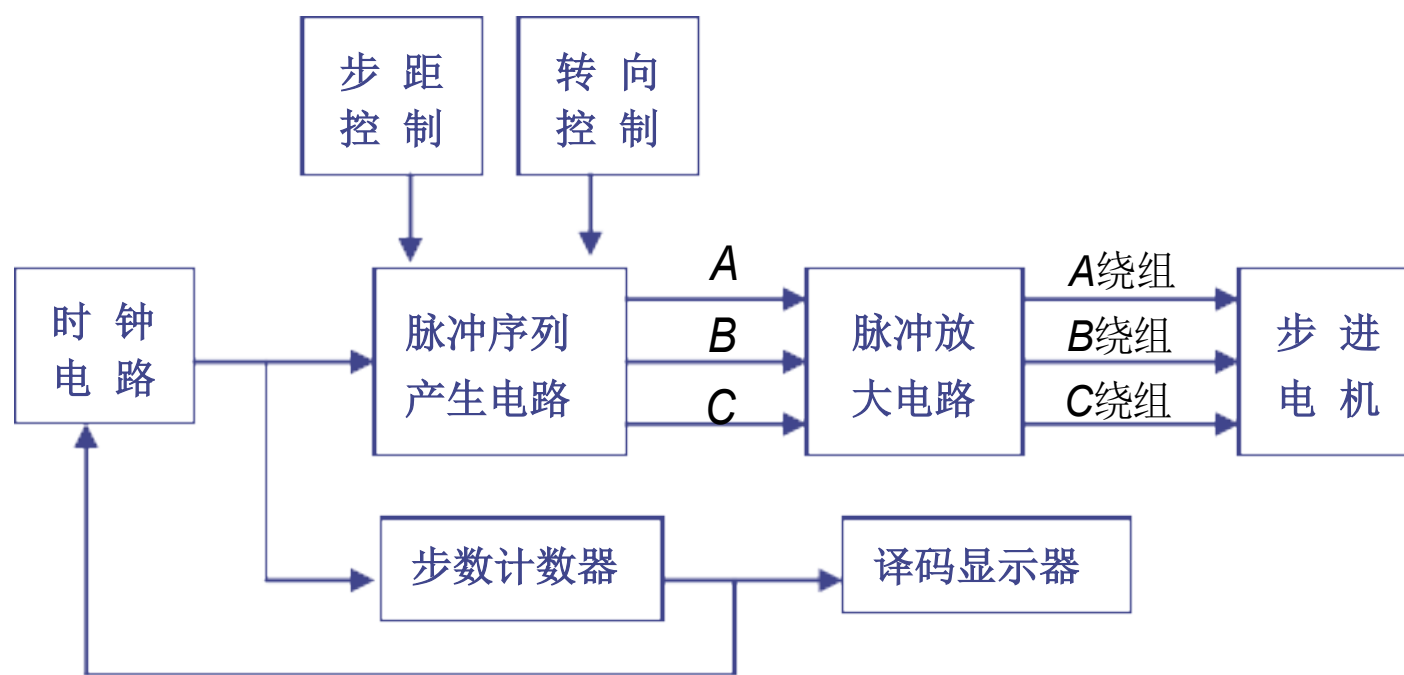 步 距
控 制
转 向
控 制
时 钟
电 路
脉冲序列
产生电路
A
B
C
脉冲放
大电路
A绕组
B绕组
C绕组
步 进
电 机
步数计数器
译码显示器